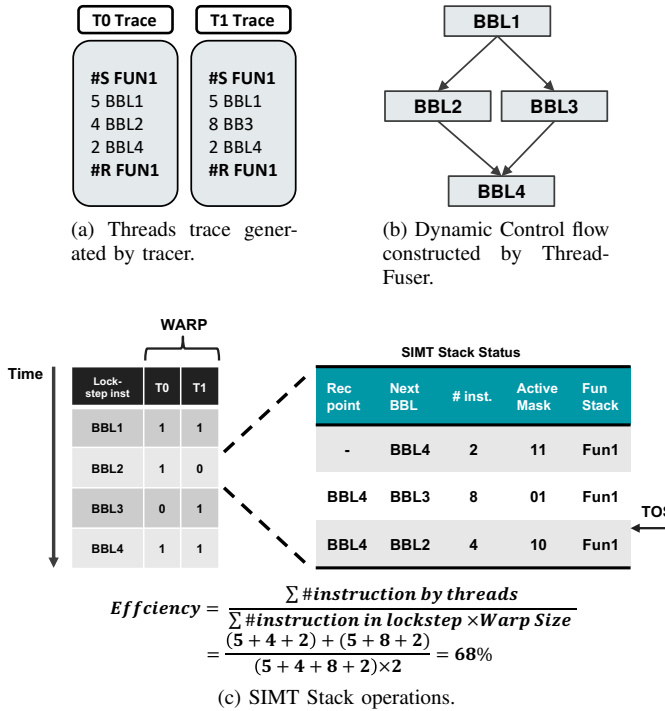 T0 Trace
T1 Trace
#S FUN1
5 BBL1
4 BBL2
2 BBL4
#R FUN1
#S FUN1
5 BBL1
8 BB3
2 BBL4
#R FUN1
(a) Threads trace gener-
ated by tracer.
BBL1
BBL2
BBL3
BBL4
(b) Dynamic Control flow
constructed by Thread-
Fuser.
WARP
Time
Lock-
step inst
T0
T1
BBL1 1 1
BBL2 1 0
BBL3 0 1
BBL4 1 1
SIMT Stack Status
Rec
point
Next
BBL
# inst.
Active
Mask
Fun
Stack
- BBL4 2 11 Fun1
BBL4 BBL3 8 01 Fun1
BBL4 BBL2 4 10 Fun1
TOS
Effciency = ∑ #instruction by threads / ∑ #instruction in lockstep ×Warp Size
= (5 + 4 + 2) + (5 + 8 + 2) / (5 + 4 + 8 + 2)×2 = 68%
(c) SIMT Stack operations.